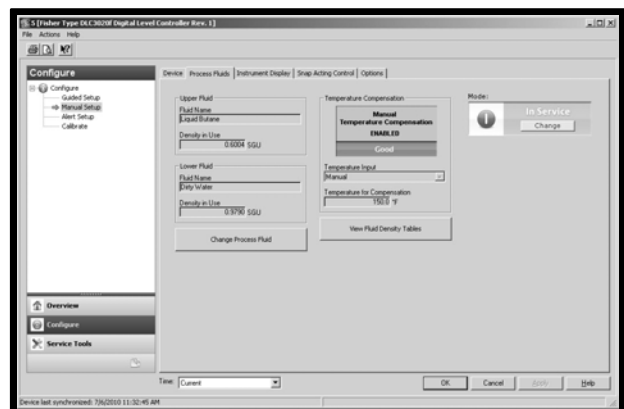 5 [Fisher Type DLC3020f Digital Level Controller Rev. 1]
File Actions Help
Configure
Configure
Guided Setup
Manual Setup
Alert Setup
Calibrate
Overview
Configure
Service Tools
Device Process Fluids Instrument Display Snap Acting Control Options
Upper Fluid
Fluid Name
Liquid Butane
Density in Use
0.6004 SGU
Lower Fluid
Fluid Name
Dirty Water
Density in Use
0.9790 SGU
Change Process Fluid
Temperature Compensation
Manual
Temperature Compensation
ENABLED
Good
Temperature Input
Manual
Temperature for Compensation
150.0 °F
View Fluid Density Tables
Mode:
In Service
Change
Time: Current
OK Cancel Apply Help
Device last synchronized: 7/6/2010 11:32:45 AM